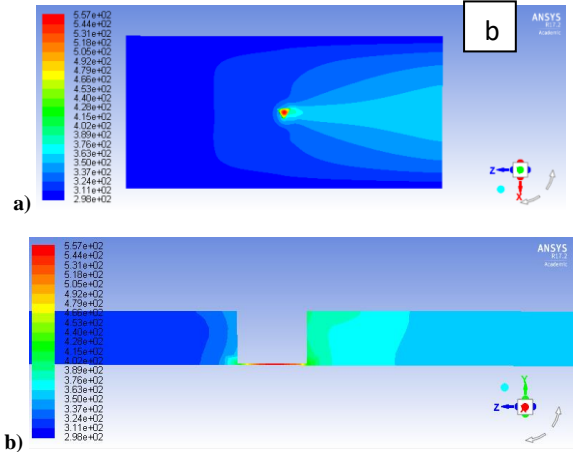 5.57e+02
5.44e+02
5.31e+02
5.18e+02
5.05e+02
4.92e+02
4.79e+02
4.66e+02
4.53e+02
4.40e+02
4.28e+02
4.15e+02
4.02e+02
3.89e+02
3.76e+02
3.63e+02
3.50e+02
3.37e+02
3.24e+02
3.11e+02
2.98e+02
b
ANSYS
R17.2
Academic
Z
X
a)
5.57e+02
5.44e+02
5.31e+02
5.18e+02
5.05e+02
4.92e+02
4.79e+02
4.66e+02
4.53e+02
4.40e+02
4.28e+02
4.15e+02
4.02e+02
3.89e+02
3.76e+02
3.63e+02
3.50e+02
3.37e+02
3.24e+02
3.11e+02
2.98e+02
ANSYS
R17.2
Academic
Y
Z
X
b)